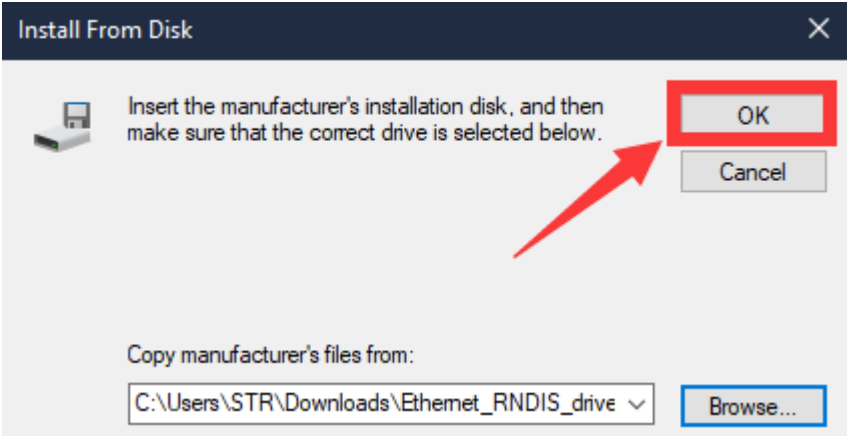 Install From Disk
Insert the manufacturer's installation disk, and then
make sure that the correct drive is selected below.
OK
Cancel
Copy manufacturer's files from:
C:\Users\STR\Downloads\Ethernet_RNDIS_drive
Browse...